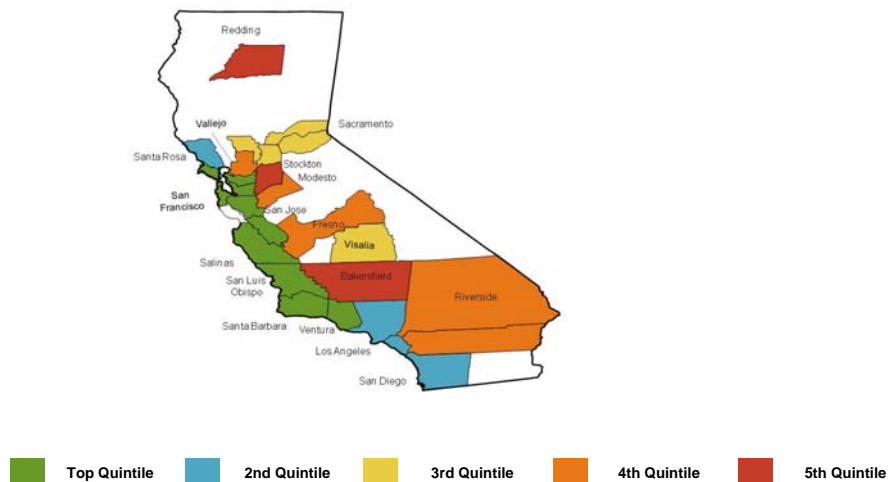 Redding
Vallejo
Sacramento
Santa Rosa
Stockton
Modesto
San
Francisco
San Jose
Fresno
Visalia
Salinas
Bakersfield
San Luis
Obispo
Riverside
Santa Barbara
Ventura
Los Angeles
San Diego
Top Quintile 2nd Quintile 3rd Quintile 4th Quintile 5th Quintile